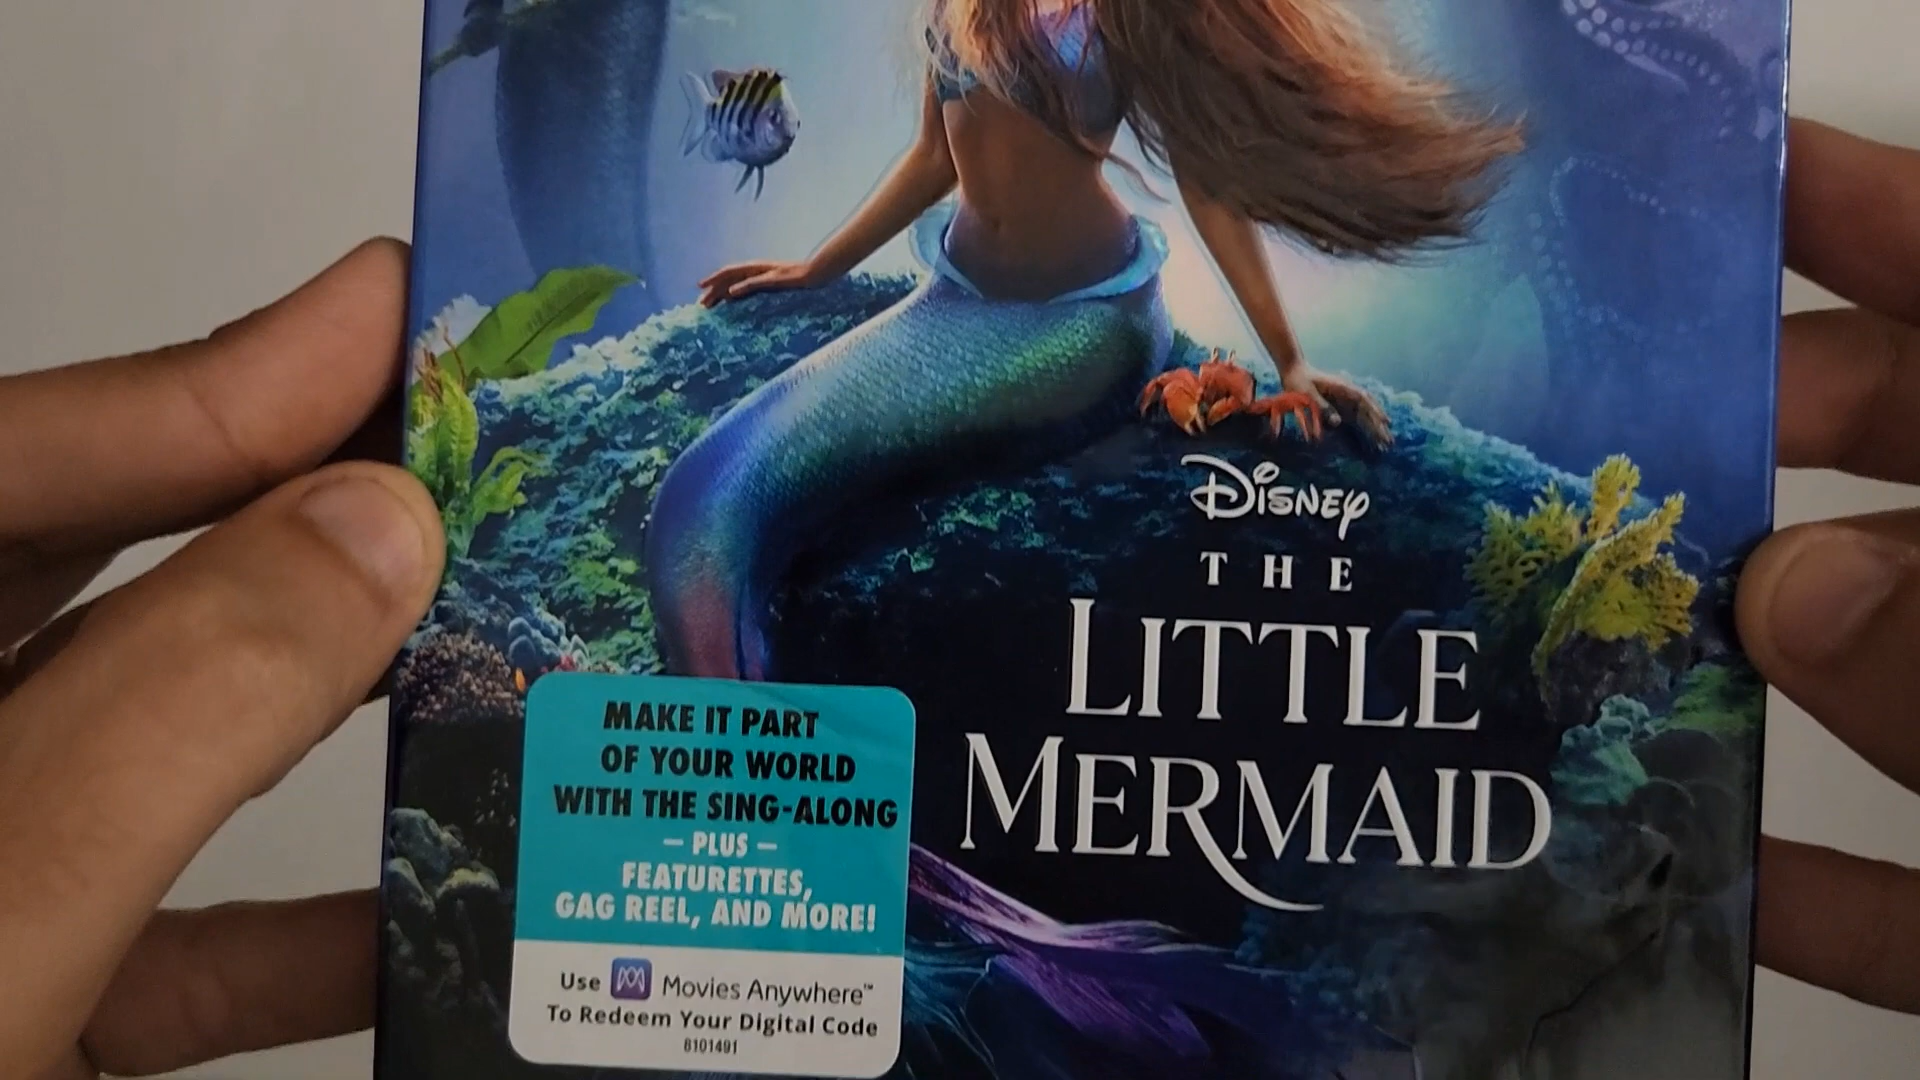 Disney
THE
LITTLE
MERMAID
MAKE IT PART
OF YOUR WORLD
WITH THE SING-ALONG
– PLUS –
FEATURETTES,
GAG REEL, AND MORE!
Use Movies Anywhere™
To Redeem Your Digital Code
8101491